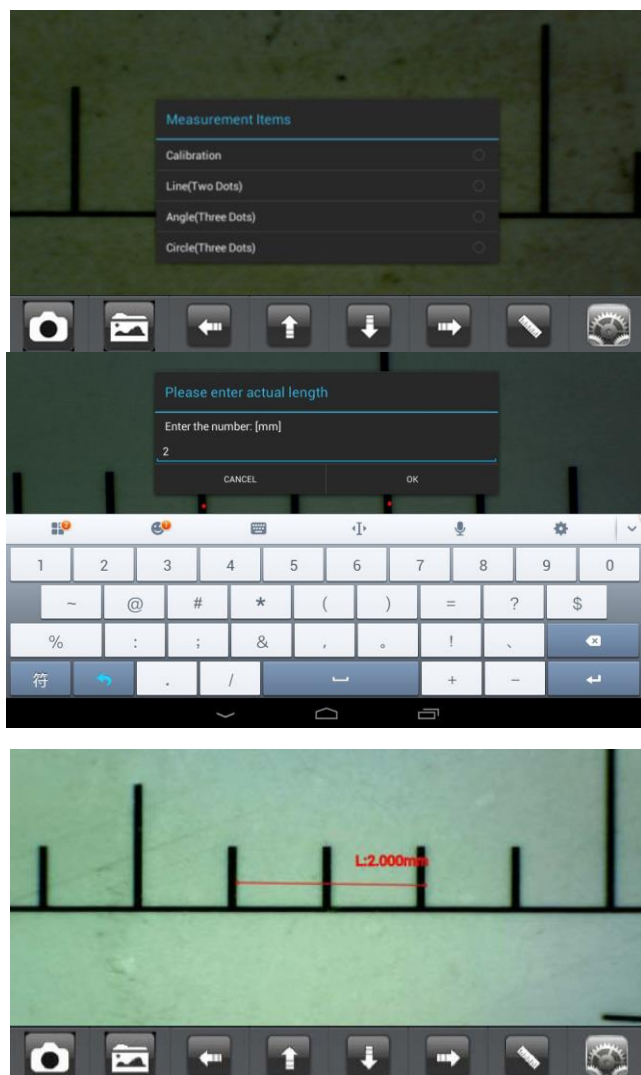 Measurement Items
Calibration
Line(Two Dots)
Angle(Three Dots)
Circle(Three Dots)
Please enter actual length
Enter the number: [mm]
2
CANCEL OK
1 2 3 4 5 6 7 8 9 0
~ @ # * ( ) = ? $
% : ; & , 。 ! 、
符 . / + −
L:2.000mm